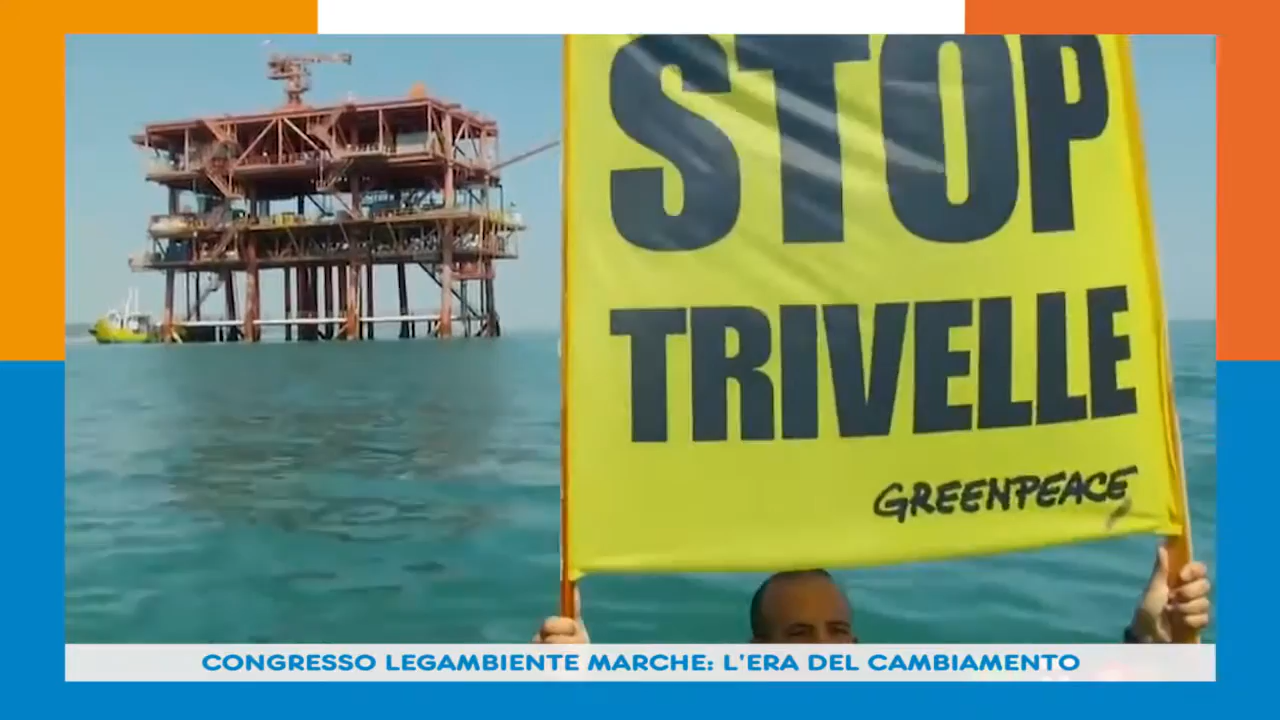 STOP
TRIVELLE
GREENPEACE
CONGRESSO LEGAMBIENTE MARCHE: L'ERA DEL CAMBIAMENTO